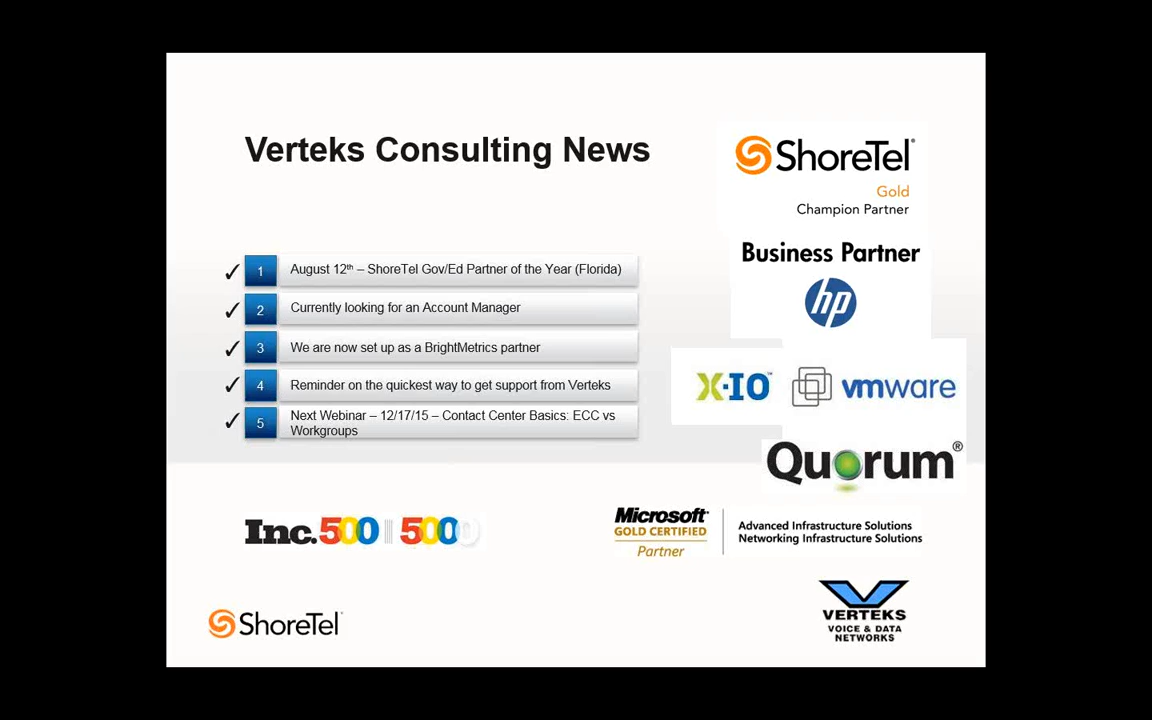 Verteks Consulting News
ShoreTel®
Gold
Champion Partner
Business Partner
hp
1 August 12th – ShoreTel Gov/Ed Partner of the Year (Florida)
2 Currently looking for an Account Manager
3 We are now set up as a BrightMetrics partner
4 Reminder on the quickest way to get support from Verteks
5 Next Webinar – 12/17/15 – Contact Center Basics: ECC vs
Workgroups
X-IO™ vmware
Quorum®
Inc. 500 5000
Microsoft
GOLD CERTIFIED
Partner
Advanced Infrastructure Solutions
Networking Infrastructure Solutions
ShoreTel
VERTEKS
VOICE & DATA
NETWORKS